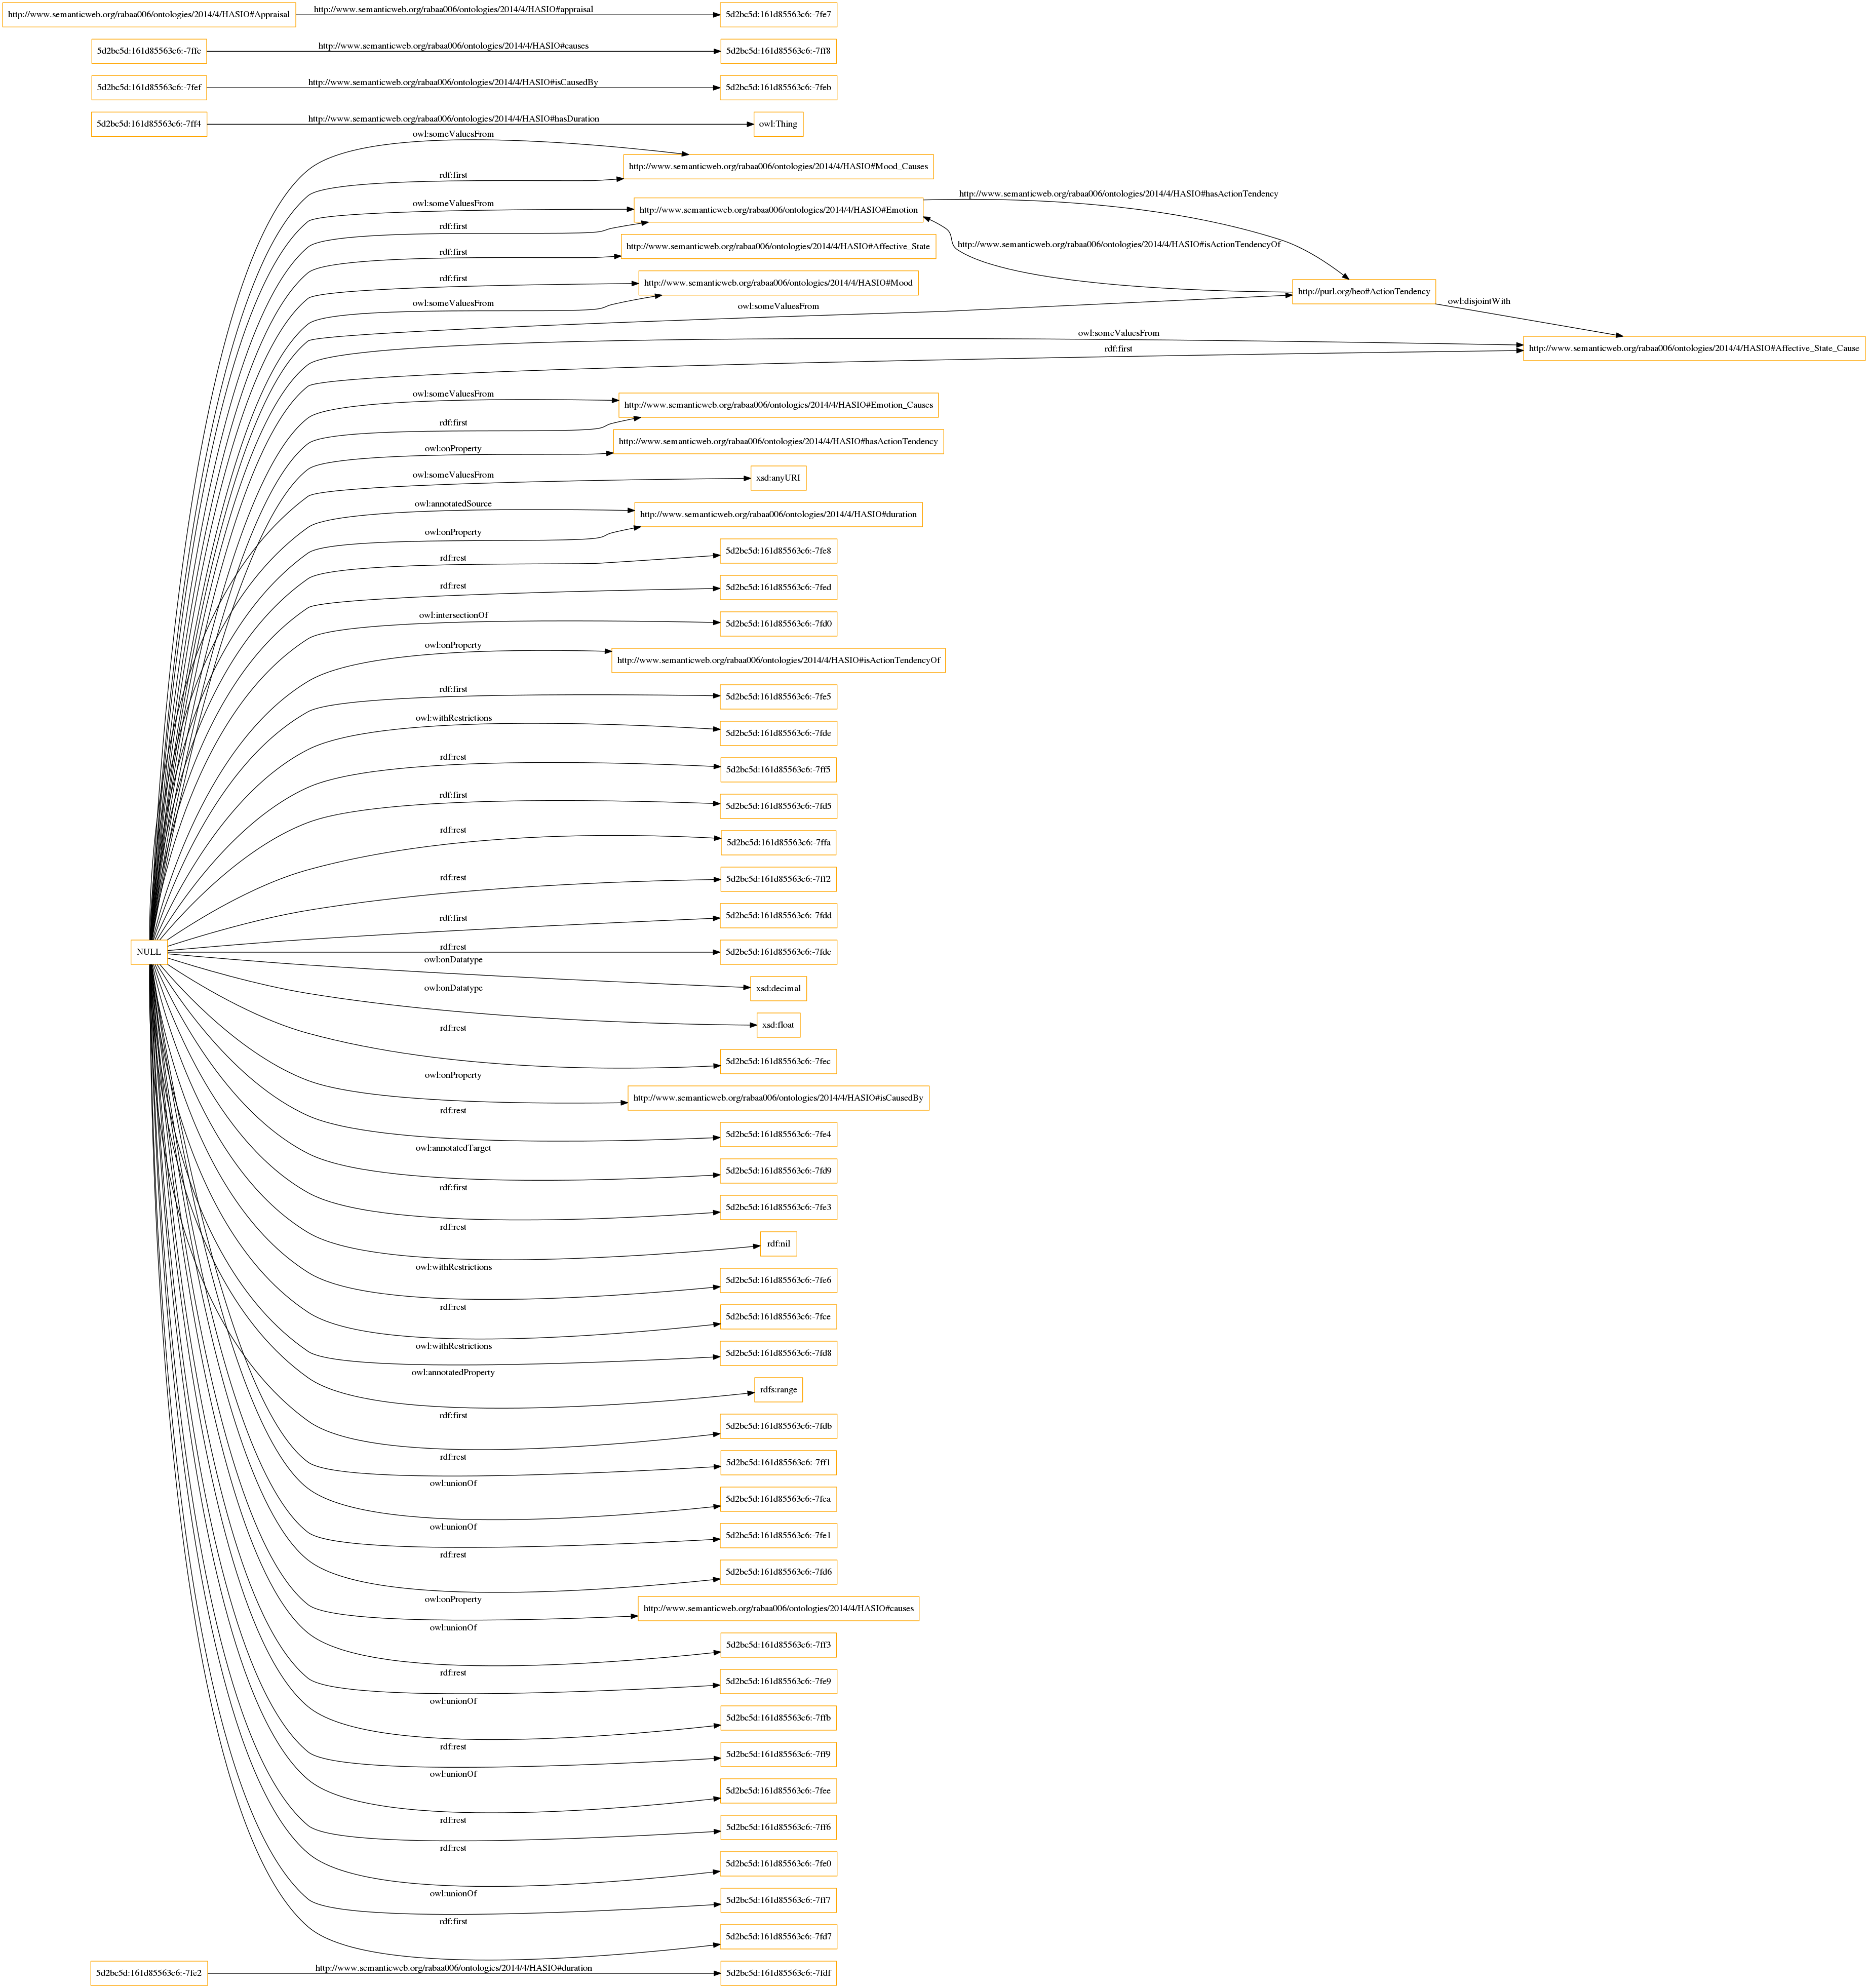 http://www.semanticweb.org/rabaa006/ontologies/2014/4/HASIO#Appraisal
http://www.semanticweb.org/rabaa006/ontologies/2014/4/HASIO#appraisal
5d2bc5d:161d85563c6:-7fe7
5d2bc5d:161d85563c6:-7ffc
http://www.semanticweb.org/rabaa006/ontologies/2014/4/HASIO#causes
5d2bc5d:161d85563c6:-7ff8
5d2bc5d:161d85563c6:-7fef
http://www.semanticweb.org/rabaa006/ontologies/2014/4/HASIO#isCausedBy
5d2bc5d:161d85563c6:-7feb
5d2bc5d:161d85563c6:-7ff4
http://www.semanticweb.org/rabaa006/ontologies/2014/4/HASIO#hasDuration
owl:Thing
owl:someValuesFrom
http://www.semanticweb.org/rabaa006/ontologies/2014/4/HASIO#Mood_Causes
rdf:first
owl:someValuesFrom
http://www.semanticweb.org/rabaa006/ontologies/2014/4/HASIO#Emotion
http://www.semanticweb.org/rabaa006/ontologies/2014/4/HASIO#hasActionTendency
rdf:first
http://www.semanticweb.org/rabaa006/ontologies/2014/4/HASIO#isActionTendencyOf
rdf:first
http://www.semanticweb.org/rabaa006/ontologies/2014/4/HASIO#Affective_State
rdf:first
http://www.semanticweb.org/rabaa006/ontologies/2014/4/HASIO#Mood
http://purl.org/heo#ActionTendency
owl:someValuesFrom
owl:someValuesFrom
owl:disjointWith
owl:someValuesFrom
rdf:first
http://www.semanticweb.org/rabaa006/ontologies/2014/4/HASIO#Affective_State_Cause
owl:someValuesFrom
http://www.semanticweb.org/rabaa006/ontologies/2014/4/HASIO#Emotion_Causes
rdf:first
owl:onProperty
http://www.semanticweb.org/rabaa006/ontologies/2014/4/HASIO#hasActionTendency
owl:someValuesFrom
xsd:anyURI
owl:annotatedSource
http://www.semanticweb.org/rabaa006/ontologies/2014/4/HASIO#duration
owl:onProperty
rdf:rest
5d2bc5d:161d85563c6:-7fe8
rdf:rest
5d2bc5d:161d85563c6:-7fed
owl:intersectionOf
5d2bc5d:161d85563c6:-7fd0
owl:onProperty
http://www.semanticweb.org/rabaa006/ontologies/2014/4/HASIO#isActionTendencyOf
rdf:first
5d2bc5d:161d85563c6:-7fe5
owl:withRestrictions
5d2bc5d:161d85563c6:-7fde
rdf:rest
5d2bc5d:161d85563c6:-7ff5
rdf:first
5d2bc5d:161d85563c6:-7fd5
rdf:rest
5d2bc5d:161d85563c6:-7ffa
rdf:rest
5d2bc5d:161d85563c6:-7ff2
rdf:first
5d2bc5d:161d85563c6:-7fdd
NULL
rdf:rest
5d2bc5d:161d85563c6:-7fdc
owl:onDatatype
xsd:decimal
owl:onDatatype
xsd:float
rdf:rest
5d2bc5d:161d85563c6:-7fec
owl:onProperty
http://www.semanticweb.org/rabaa006/ontologies/2014/4/HASIO#isCausedBy
rdf:rest
5d2bc5d:161d85563c6:-7fe4
owl:annotatedTarget
5d2bc5d:161d85563c6:-7fd9
rdf:first
5d2bc5d:161d85563c6:-7fe3
rdf:rest
rdf:nil
owl:withRestrictions
5d2bc5d:161d85563c6:-7fe6
rdf:rest
5d2bc5d:161d85563c6:-7fce
owl:withRestrictions
5d2bc5d:161d85563c6:-7fd8
owl:annotatedProperty
rdfs:range
rdf:first
5d2bc5d:161d85563c6:-7fdb
rdf:rest
5d2bc5d:161d85563c6:-7ff1
owl:unionOf
5d2bc5d:161d85563c6:-7fea
owl:unionOf
5d2bc5d:161d85563c6:-7fe1
rdf:rest
5d2bc5d:161d85563c6:-7fd6
owl:onProperty
http://www.semanticweb.org/rabaa006/ontologies/2014/4/HASIO#causes
owl:unionOf
5d2bc5d:161d85563c6:-7ff3
rdf:rest
5d2bc5d:161d85563c6:-7fe9
owl:unionOf
5d2bc5d:161d85563c6:-7ffb
rdf:rest
5d2bc5d:161d85563c6:-7ff9
owl:unionOf
5d2bc5d:161d85563c6:-7fee
rdf:rest
5d2bc5d:161d85563c6:-7ff6
rdf:rest
5d2bc5d:161d85563c6:-7fe0
owl:unionOf
5d2bc5d:161d85563c6:-7ff7
rdf:first
5d2bc5d:161d85563c6:-7fd7
5d2bc5d:161d85563c6:-7fe2
http://www.semanticweb.org/rabaa006/ontologies/2014/4/HASIO#duration
5d2bc5d:161d85563c6:-7fdf